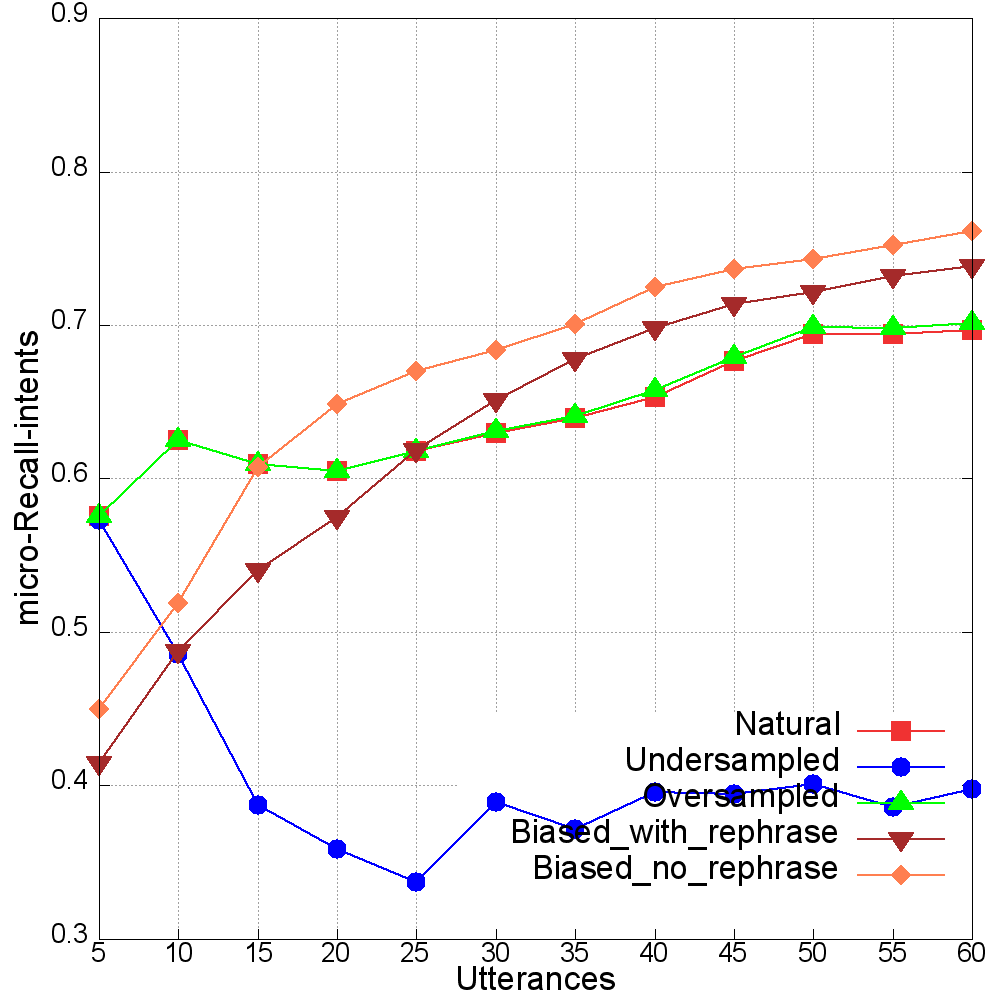 0.9
0.8
0.7
0.6
0.5
0.4
0.3
micro-Recall-intents
Natural
Undersampled
Oversampled
Biased_with_rephrase
Biased_no_rephrase
5 10 15 20 25 30 35 40 45 50 55 60
Utterances